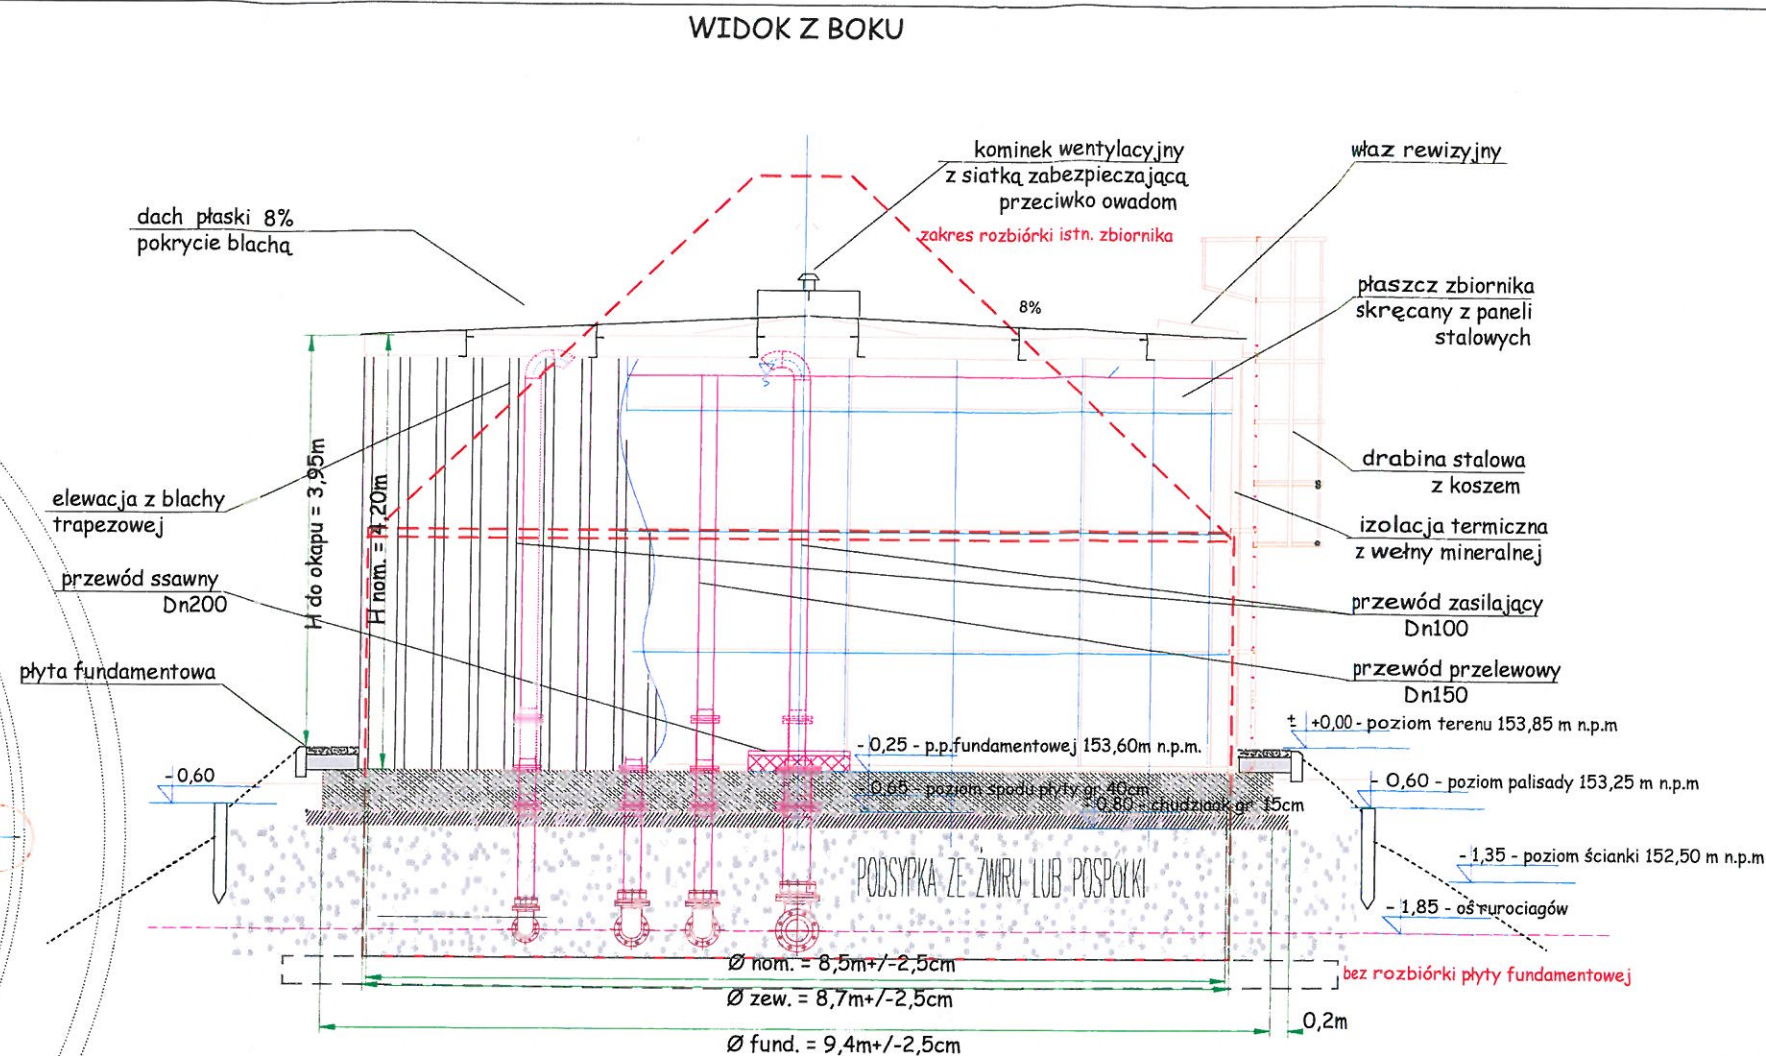 WIDOK Z BOKU
kominek wentylacyjny
z siatką zabezpieczającą
przeciwko owadom
właz rewizyjny
dach płaski 8%
pokrycie blachą
zakres rozbiórki istn. zbiornika
płaszcz zbiornika
skręcany z paneli
stalowych
8%
H do okapu = 3,95m
H nom. = 4,20m
drabina stalowa
z koszem
elewacja z blachy
trapezowej
izolacja termiczna
z wełny mineralnej
przewód ssawny
Dn200
przewód zasilający
Dn100
płyta fundamentowa
przewód przelewowy
Dn150
± +0,00 - poziom terenu 153,85 m n.p.m
- 0,25 - p.p.fundamentowej 153,60m n.p.m.
- 0,60
- 0,60 - poziom palisady 153,25 m n.p.m
- 0,65 - poziom spodu płyty gr.40cm
- 0,80 - chudziaak gr. 15cm
PODSYPKA ZE ŻWIRU LUB POSPÓŁKI
- 1,35 - poziom ścianki 152,50 m n.p.m
- 1,85 - oś rurociągów
Ø nom. = 8,5m+/-2,5cm
bez rozbiórki płyty fundamentowej
Ø zew. = 8,7m+/-2,5cm
0,2m
Ø fund. = 9,4m+/-2,5cm